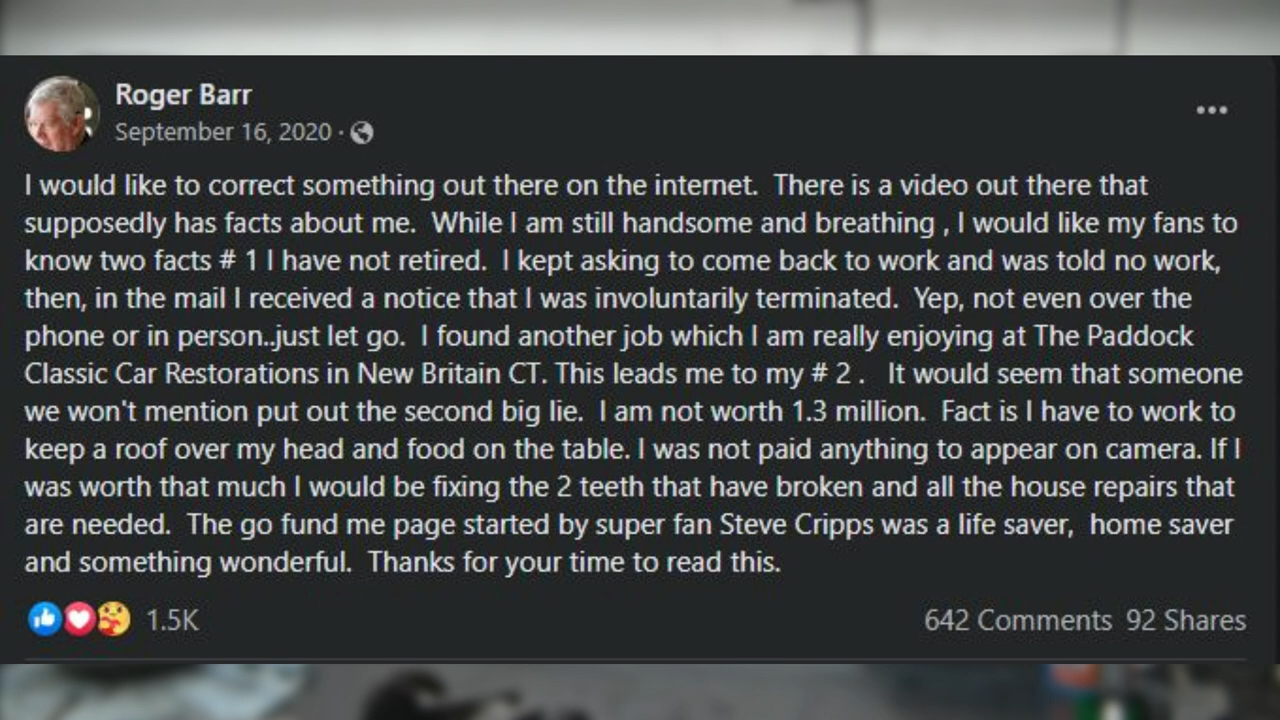 Roger Barr
September 16, 2020 ·
I would like to correct something out there on the internet.  There is a video out there that
supposedly has facts about me.  While I am still handsome and breathing , I would like my fans to
know two facts # 1 I have not retired.  I kept asking to come back to work and was told no work,
then, in the mail I received a notice that I was involuntarily terminated.  Yep, not even over the
phone or in person..just let go.  I found another job which I am really enjoying at The Paddock
Classic Car Restorations in New Britain CT. This leads me to my # 2 .   It would seem that someone
we won't mention put out the second big lie.  I am not worth 1.3 million.  Fact is I have to work to
keep a roof over my head and food on the table. I was not paid anything to appear on camera. If I
was worth that much I would be fixing the 2 teeth that have broken and all the house repairs that
are needed.  The go fund me page started by super fan Steve Cripps was a life saver,  home saver
and something wonderful.  Thanks for your time to read this.
1.5K 642 Comments 92 Shares